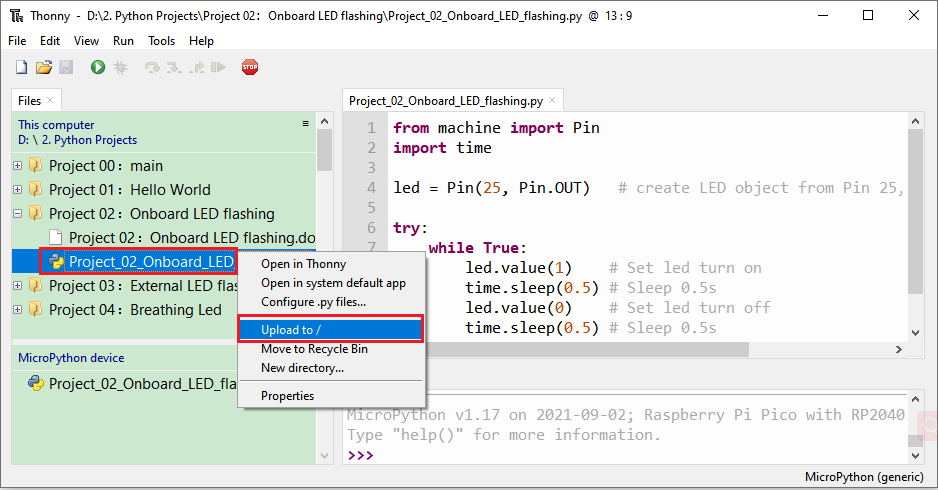 Thonny - D:\2. Python Projects\Project 02：Onboard LED flashing\Project_02_Onboard_LED_flashing.py @ 13 : 9
File Edit View Run Tools Help
STOP
Files
Project_02_Onboard_LED_flashing.py
This computer
D: \ 2. Python Projects
Project 00：main
Project 01：Hello World
Project 02：Onboard LED flashing
Project 02：Onboard LED flashing.do
Project_02_Onboard_LED_
Project 03：External LED flas
Project 04：Breathing Led
MicroPython device
Project_02_Onboard_LED_fla
Open in Thonny
Open in system default app
Configure .py files...
Upload to /
Move to Recycle Bin
New directory...
Properties
1 from machine import Pin
2 import time
3
4 led = Pin(25, Pin.OUT) # create LED object from Pin 25,
5
6 try:
7 while True:
led.value(1) # Set led turn on
time.sleep(0.5) # Sleep 0.5s
led.value(0) # Set led turn off
time.sleep(0.5) # Sleep 0.5s
MicroPython v1.17 on 2021-09-02; Raspberry Pi Pico with RP2040
Type "help()" for more information.
>>>
MicroPython (generic)